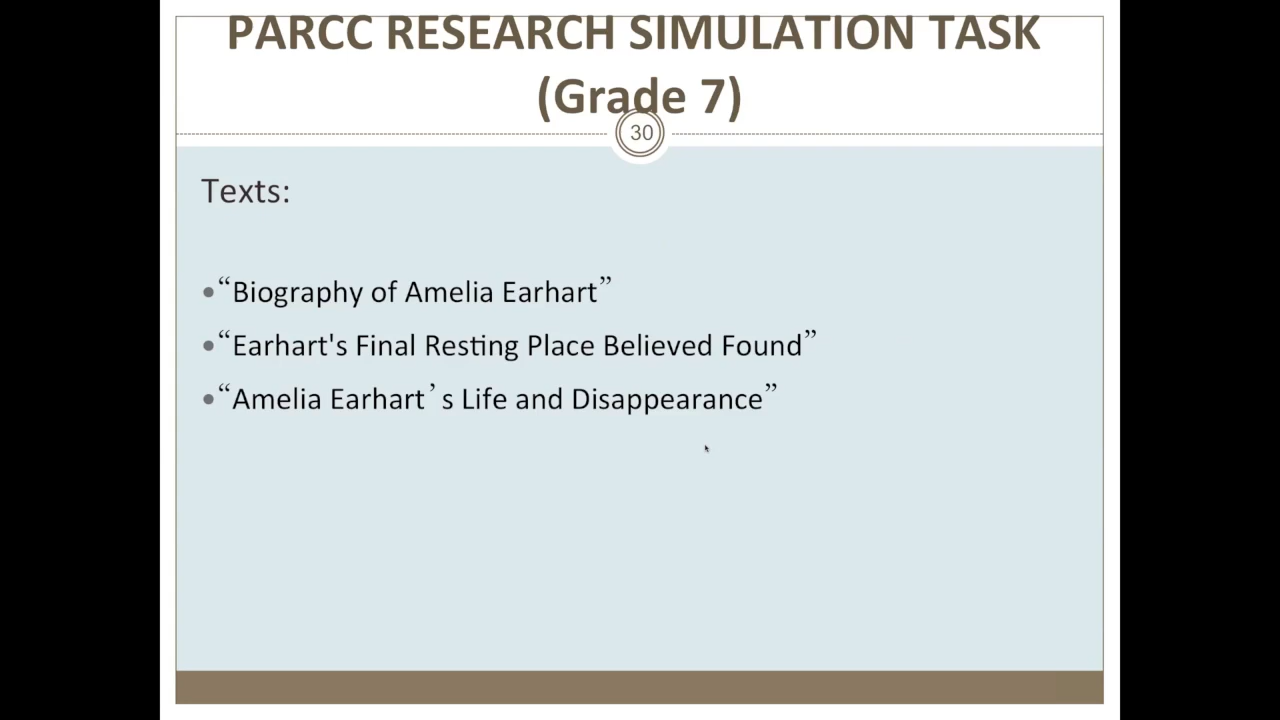 PARCC RESEARCH SIMULATION TASK
(Grade 7)
30
Texts:
•“Biography of Amelia Earhart”
•“Earhart's Final Resting Place Believed Found”
•“Amelia Earhart’s Life and Disappearance”